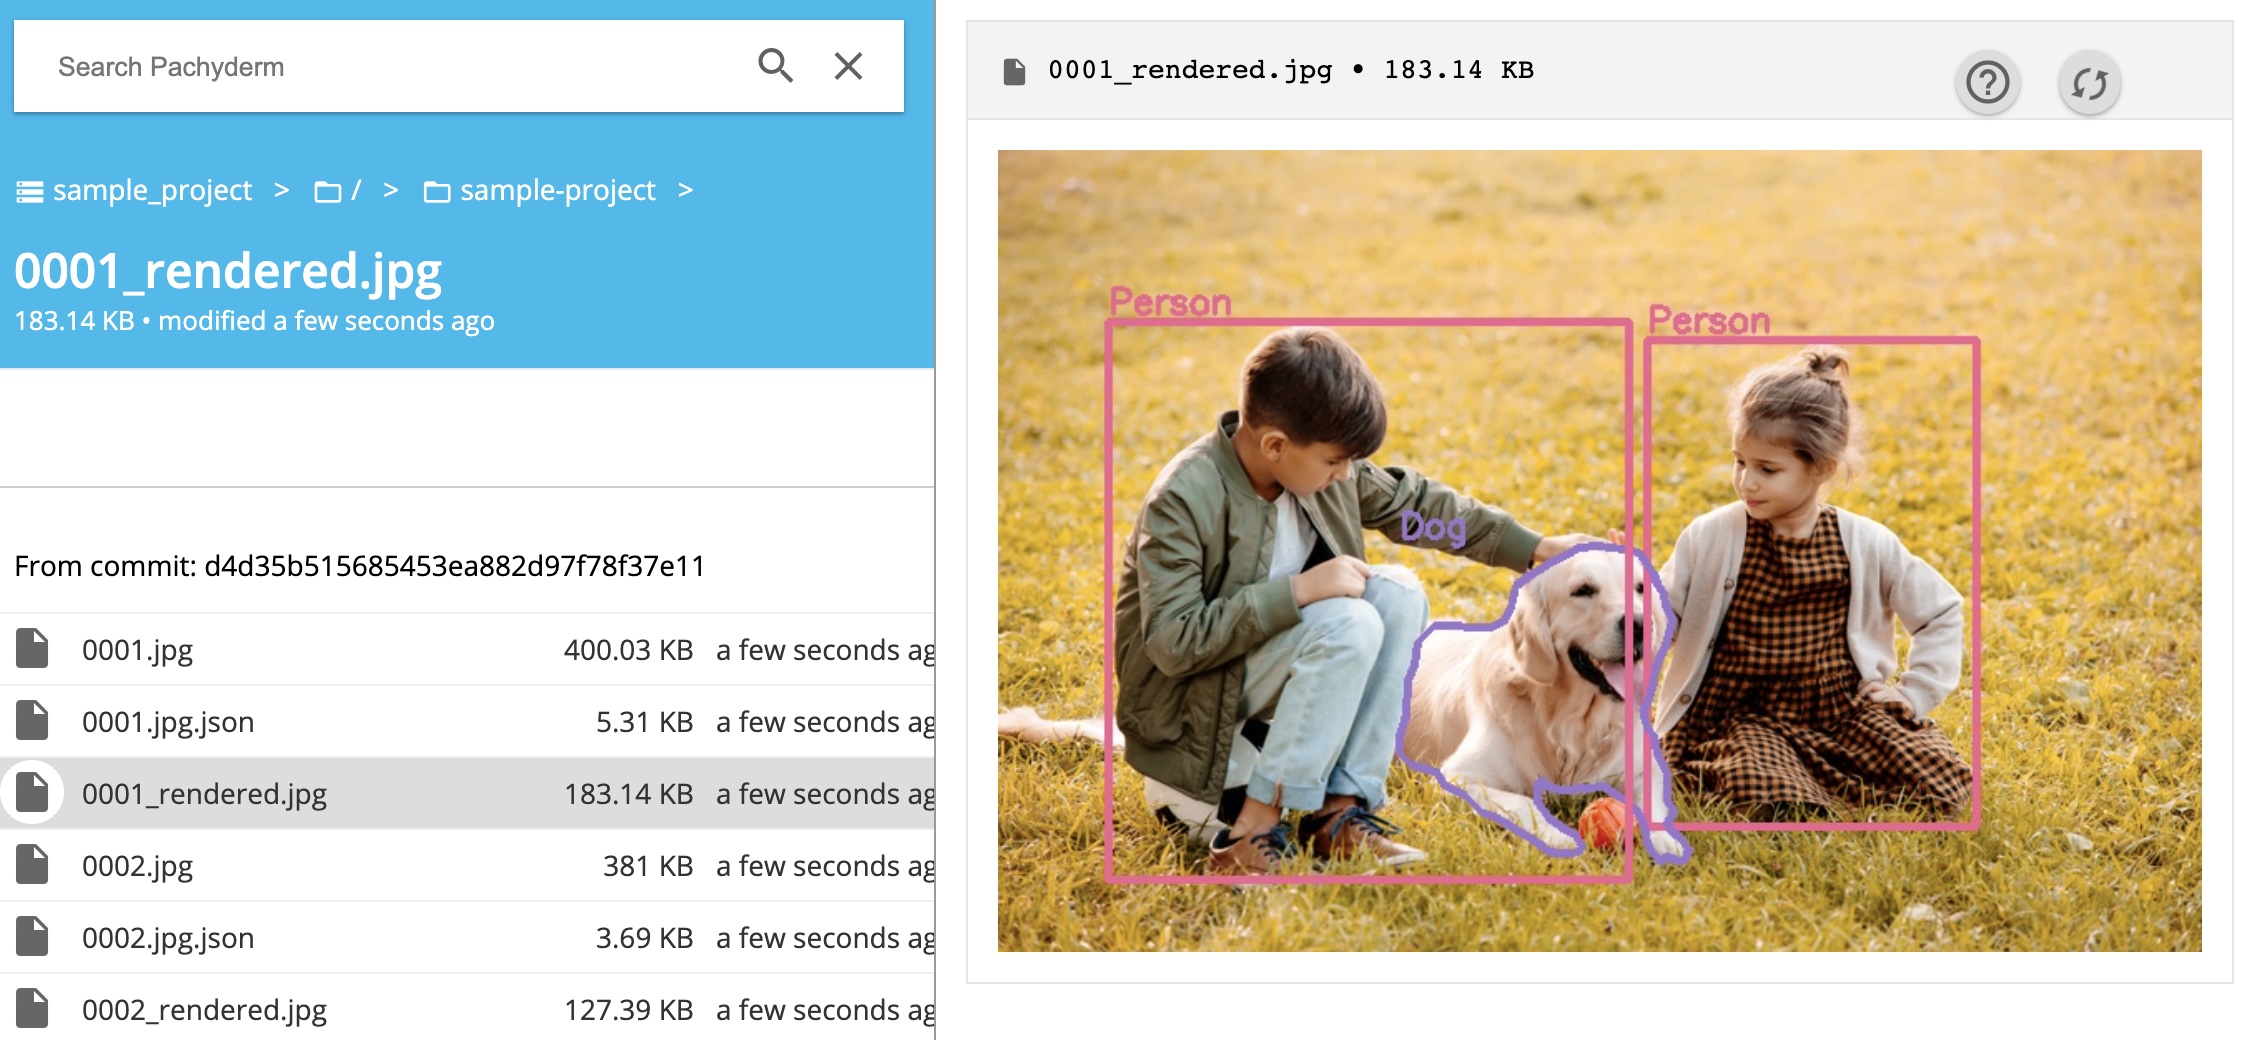 Search Pachyderm
sample_project > / > sample-project >
0001_rendered.jpg
183.14 KB • modified a few seconds ago
From commit: d4d35b515685453ea882d97f78f37e11
0001.jpg 400.03 KB a few seconds ag
0001.jpg.json 5.31 KB a few seconds ag
0001_rendered.jpg 183.14 KB a few seconds ag
0002.jpg 381 KB a few seconds ag
0002.jpg.json 3.69 KB a few seconds ag
0002_rendered.jpg 127.39 KB a few seconds ag
0001_rendered.jpg • 183.14 KB
Person
Person
Dog